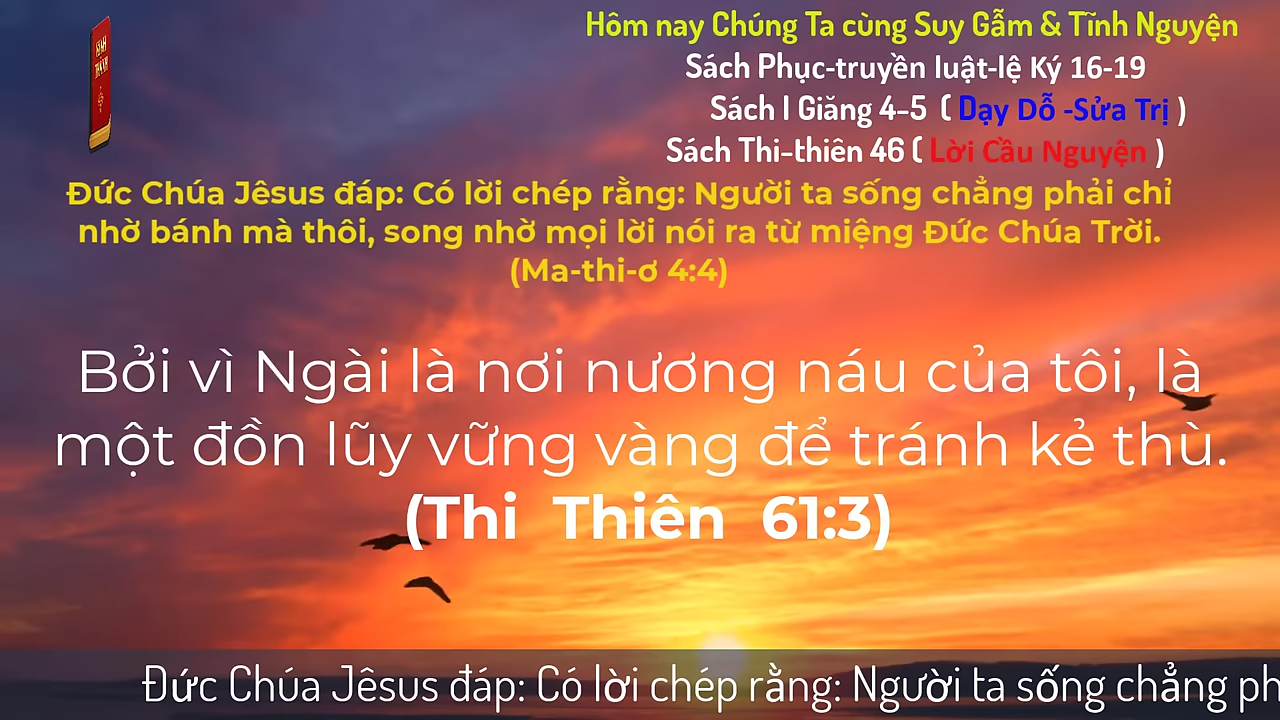 KINH
THÁNH
Hôm nay Chúng Ta cùng Suy Gẫm & Tĩnh Nguyện
Sách Phục-truyền luật-lệ Ký 16-19
Sách I Giăng 4-5 ( Dạy Dỗ -Sửa Trị )
Sách Thi-thiên 46 ( Lời Cầu Nguyện )
Đức Chúa Jêsus đáp: Có lời chép rằng: Người ta sống chẳng phải chỉ
nhờ bánh mà thôi, song nhờ mọi lời nói ra từ miệng Đức Chúa Trời.
(Ma-thi-ơ 4:4)
Bởi vì Ngài là nơi nương náu của tôi, là
một đồn lũy vững vàng để tránh kẻ thù.
(Thi Thiên 61:3)
Đức Chúa Jêsus đáp: Có lời chép rằng: Người ta sống chẳng ph